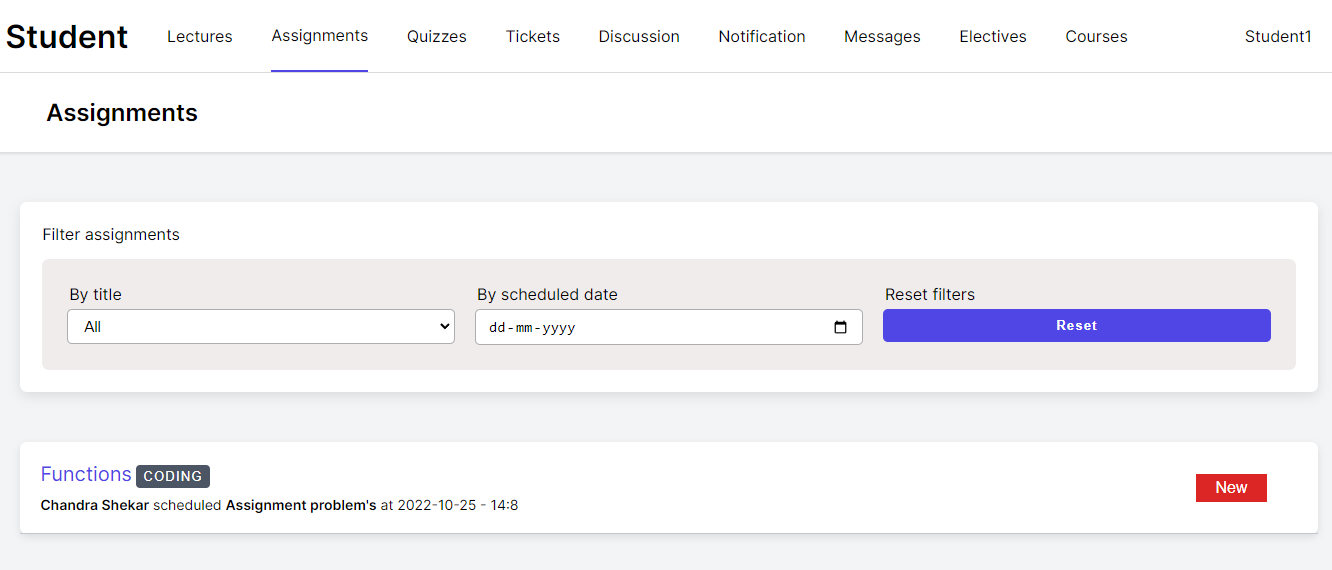 Student Lectures Assignments Quizzes Tickets Discussion Notification Messages Electives Courses Student1
Assignments
Filter assignments
By title By scheduled date Reset filters
All dd-mm-yyyy Reset
Functions CODING
New
Chandra Shekar scheduled Assignment problem's at 2022-10-25 - 14:8